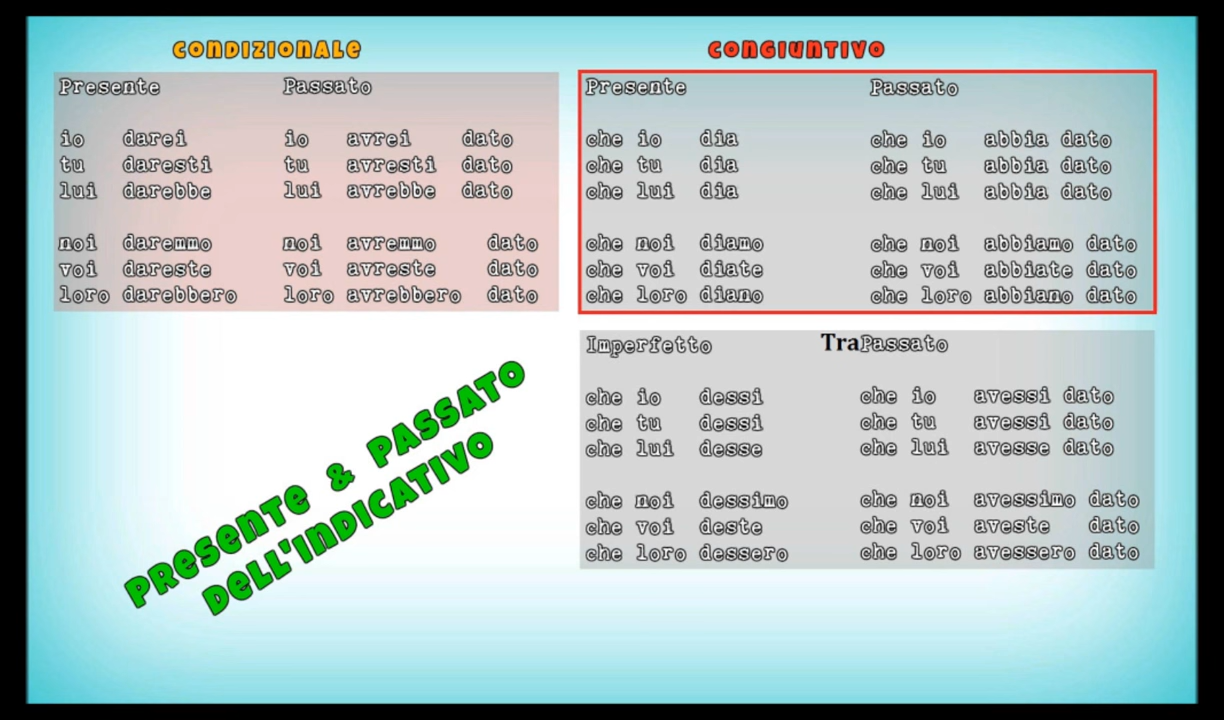 CONDIZIONALE
Presente Passato
io darei io avrei dato
tu daresti tu avresti dato
lui darebbe lui avrebbe dato
noi daremmo noi avremmo dato
voi dareste voi avreste dato
loro darebbero loro avrebbero dato
CONGIUNTIVO
Presente Passato
che io dia che io abbia dato
che tu dia che tu abbia dato
che lui dia che lui abbia dato
che noi diamo che noi abbiamo dato
che voi diate che voi abbiate dato
che loro diano che loro abbiano dato
Imperfetto TraPassato
che io dessi che io avessi dato
che tu dessi che tu avessi dato
che lui desse che lui avesse dato
che noi dessimo che noi avessimo dato
che voi deste che voi aveste dato
che loro dessero che loro avessero dato
PRESENTE & PASSATO
DELL'INDICATIVO